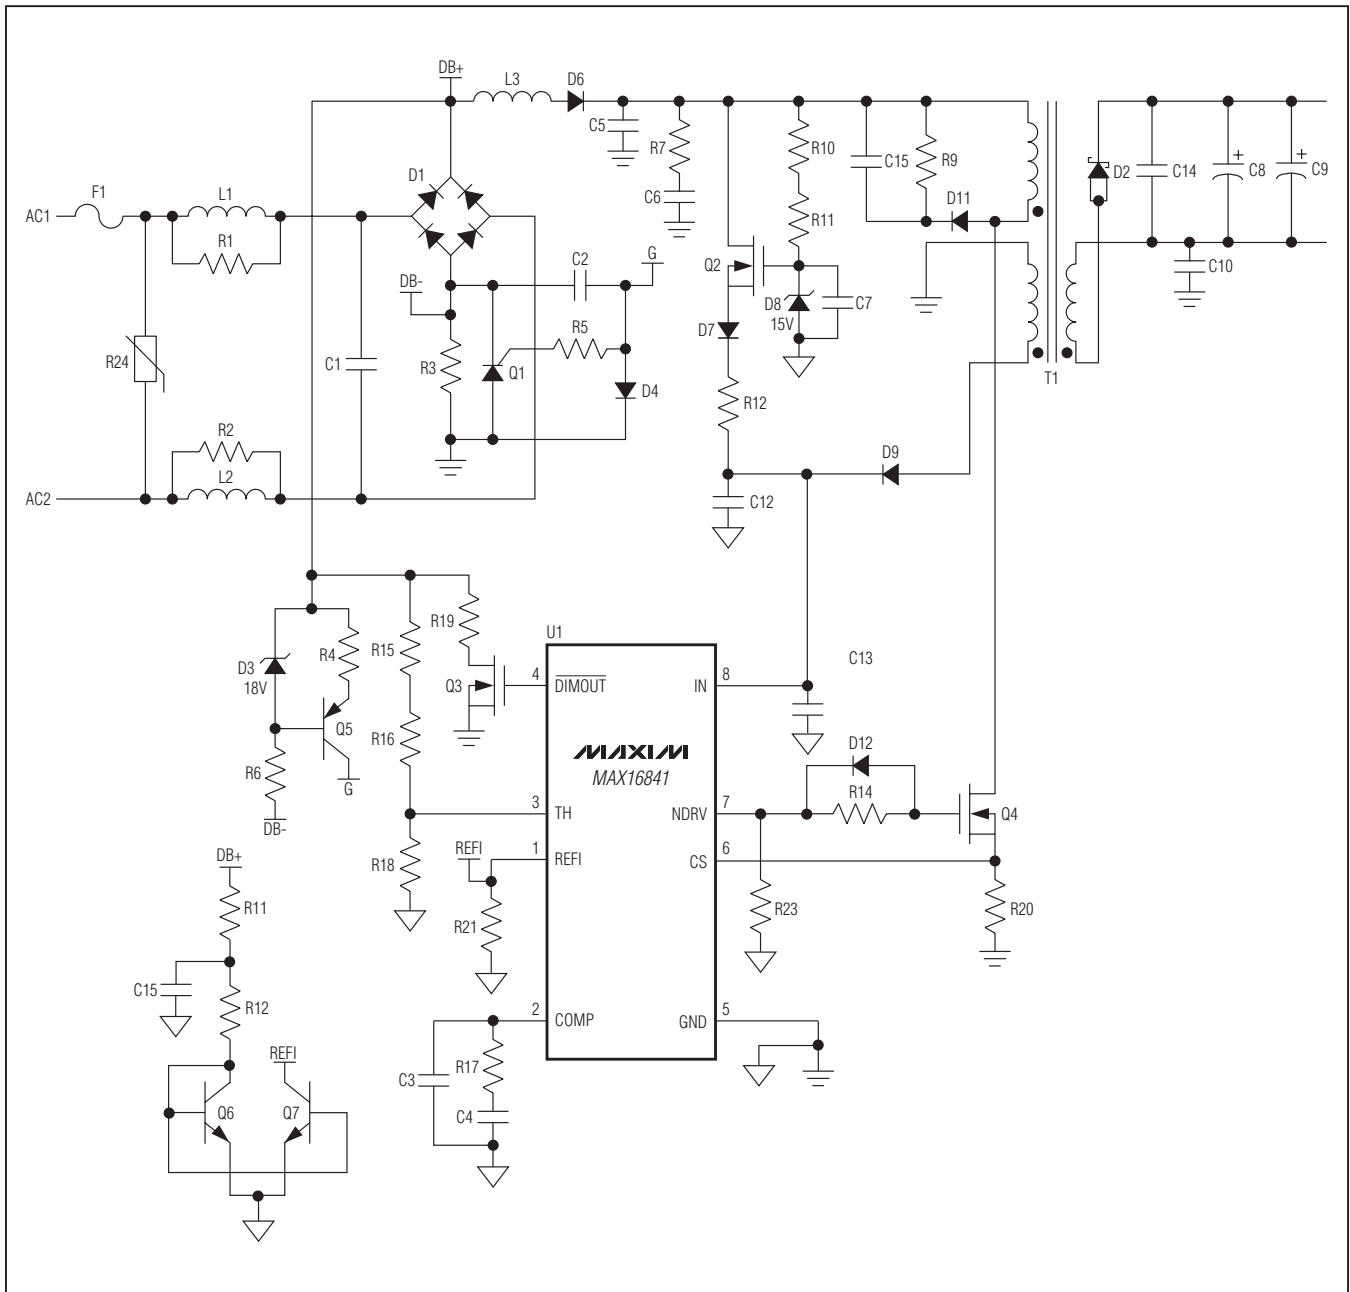 DB+
L3
D6
C5
R7
C6
R10
R11
C15
R9
D11
D2
C14
+
C8
+
C9
F1
L1
D1
AC1
R1
C2
G
Q2
C10
DB-
D8
15V
C7
R5
D7
R24
C1
R3
Q1
D4
R12
T1
R2
D9
L2
AC2
C12
U1
R19
C13
R15
R4
D3
18V
4
DIMOUT
IN
8
Q3
Q5
R16
MAXIM
MAX16841
D12
R6
G
R14
3
TH
NDRV
7
Q4
DB-
REFI
1
REFI
CS
6
DB+
R18
R11
R21
R23
R20
C15
R12
2
COMP
GND
5
REFI
R17
C3
Q6
Q7
C4